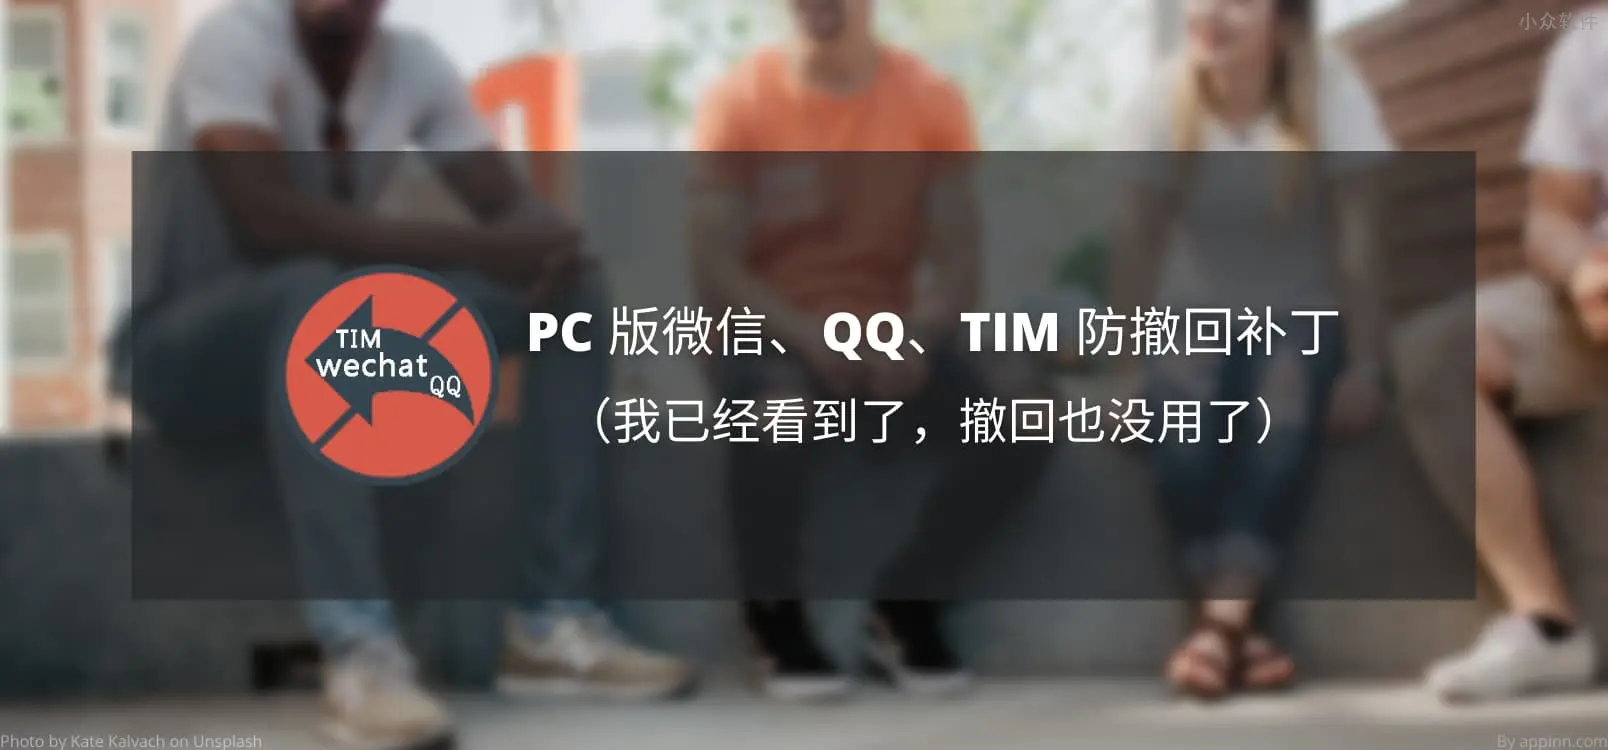 小众软件
TIM
wechat
QQ
PC 版微信、QQ、TIM 防撤回补丁
（我已经看到了，撤回也没用了）
Photo by Kate Kalvach on Unsplash
By appinn.com